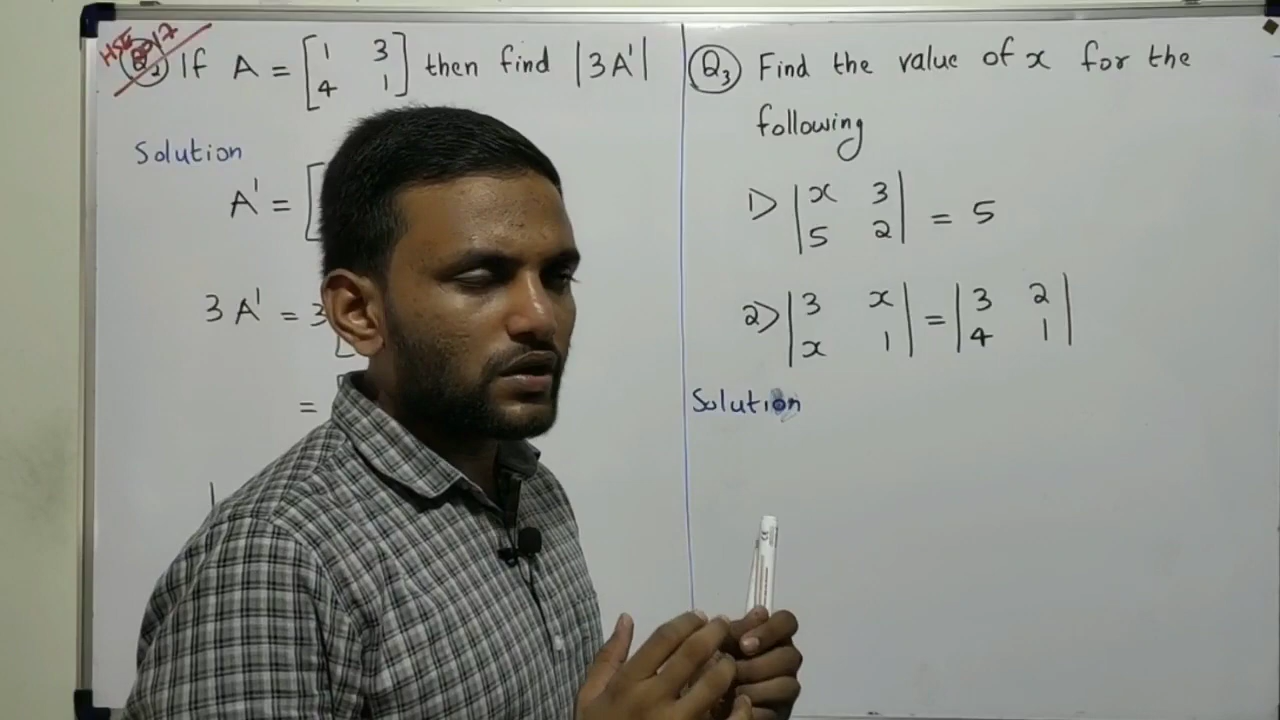 HSE 2017
Q2) If A = [1 3
4 1] then find |3A'|
Solution
A' = [
3A' = 3[
= [
|
Q3) Find the value of x for the
following
1) |x 3
5 2| = 5
2) |3 x
x 1| = |3 2
4 1|
Solution